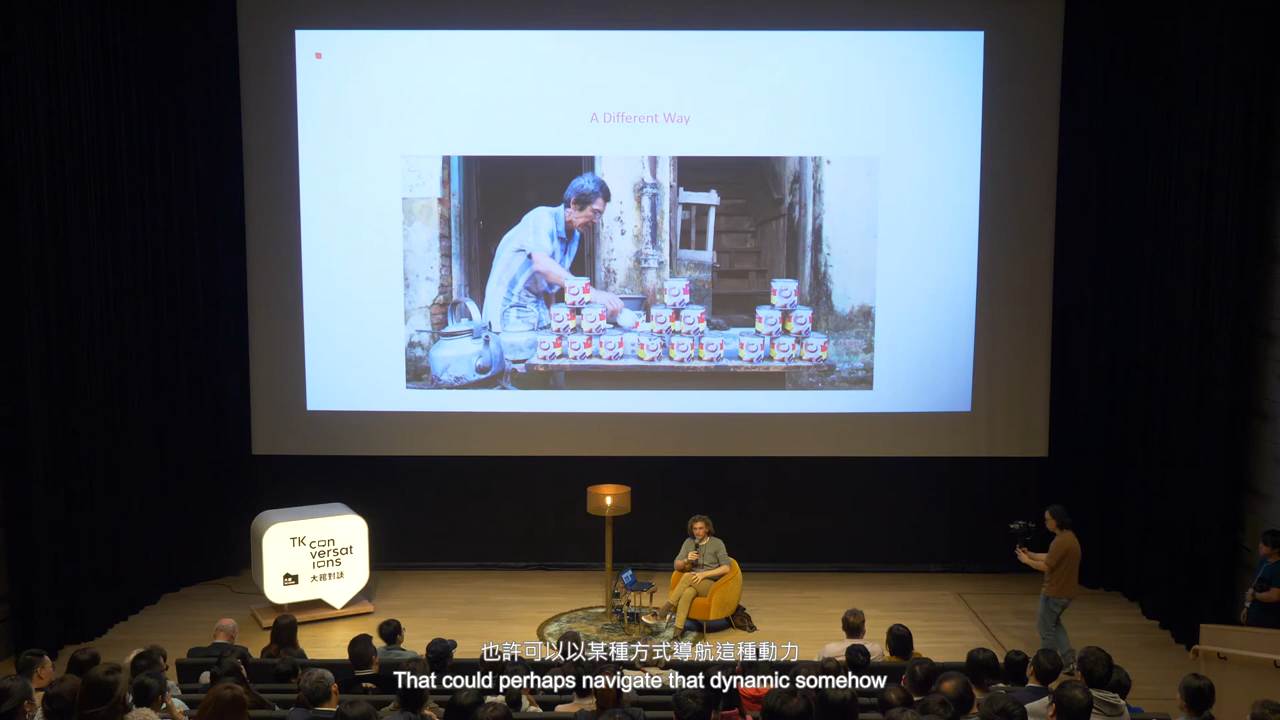 A Different Way
TK con
versat
ions
大館對談
也許可以以某種方式導航這種動力
That could perhaps navigate that dynamic somehow